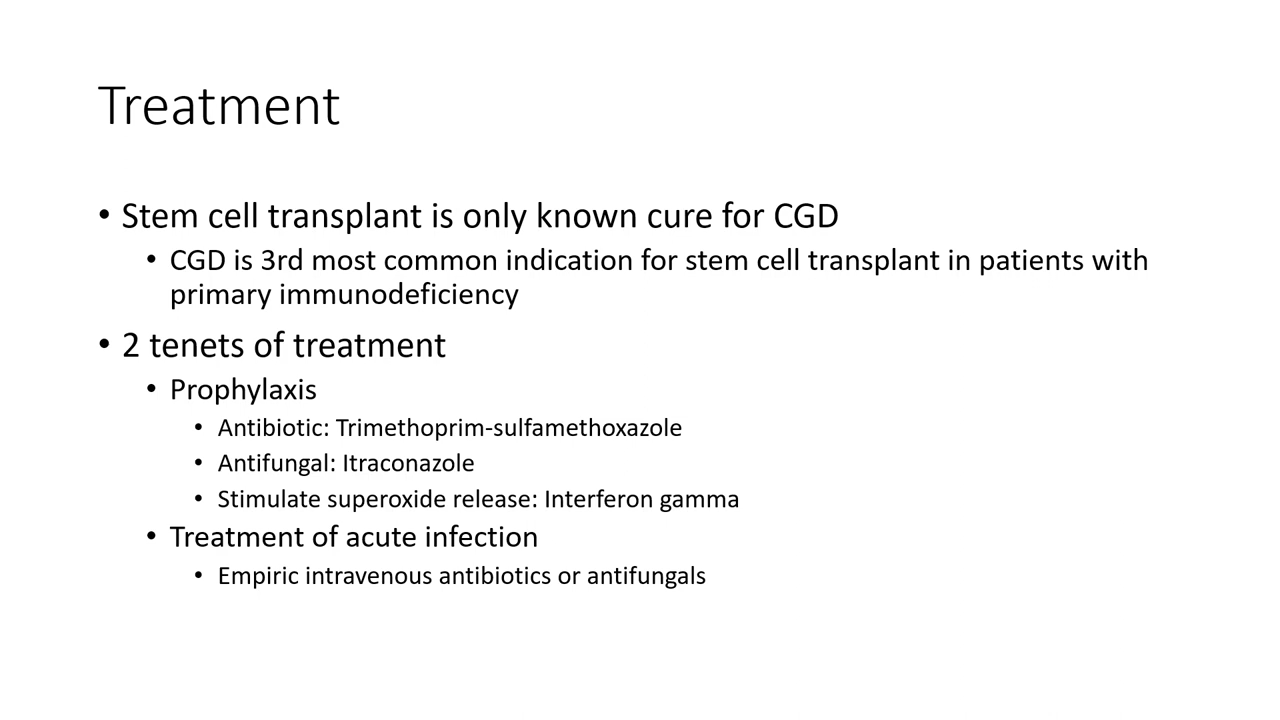 Treatment
• Stem cell transplant is only known cure for CGD
• CGD is 3rd most common indication for stem cell transplant in patients with
primary immunodeficiency
• 2 tenets of treatment
• Prophylaxis
• Antibiotic: Trimethoprim-sulfamethoxazole
• Antifungal: Itraconazole
• Stimulate superoxide release: Interferon gamma
• Treatment of acute infection
• Empiric intravenous antibiotics or antifungals